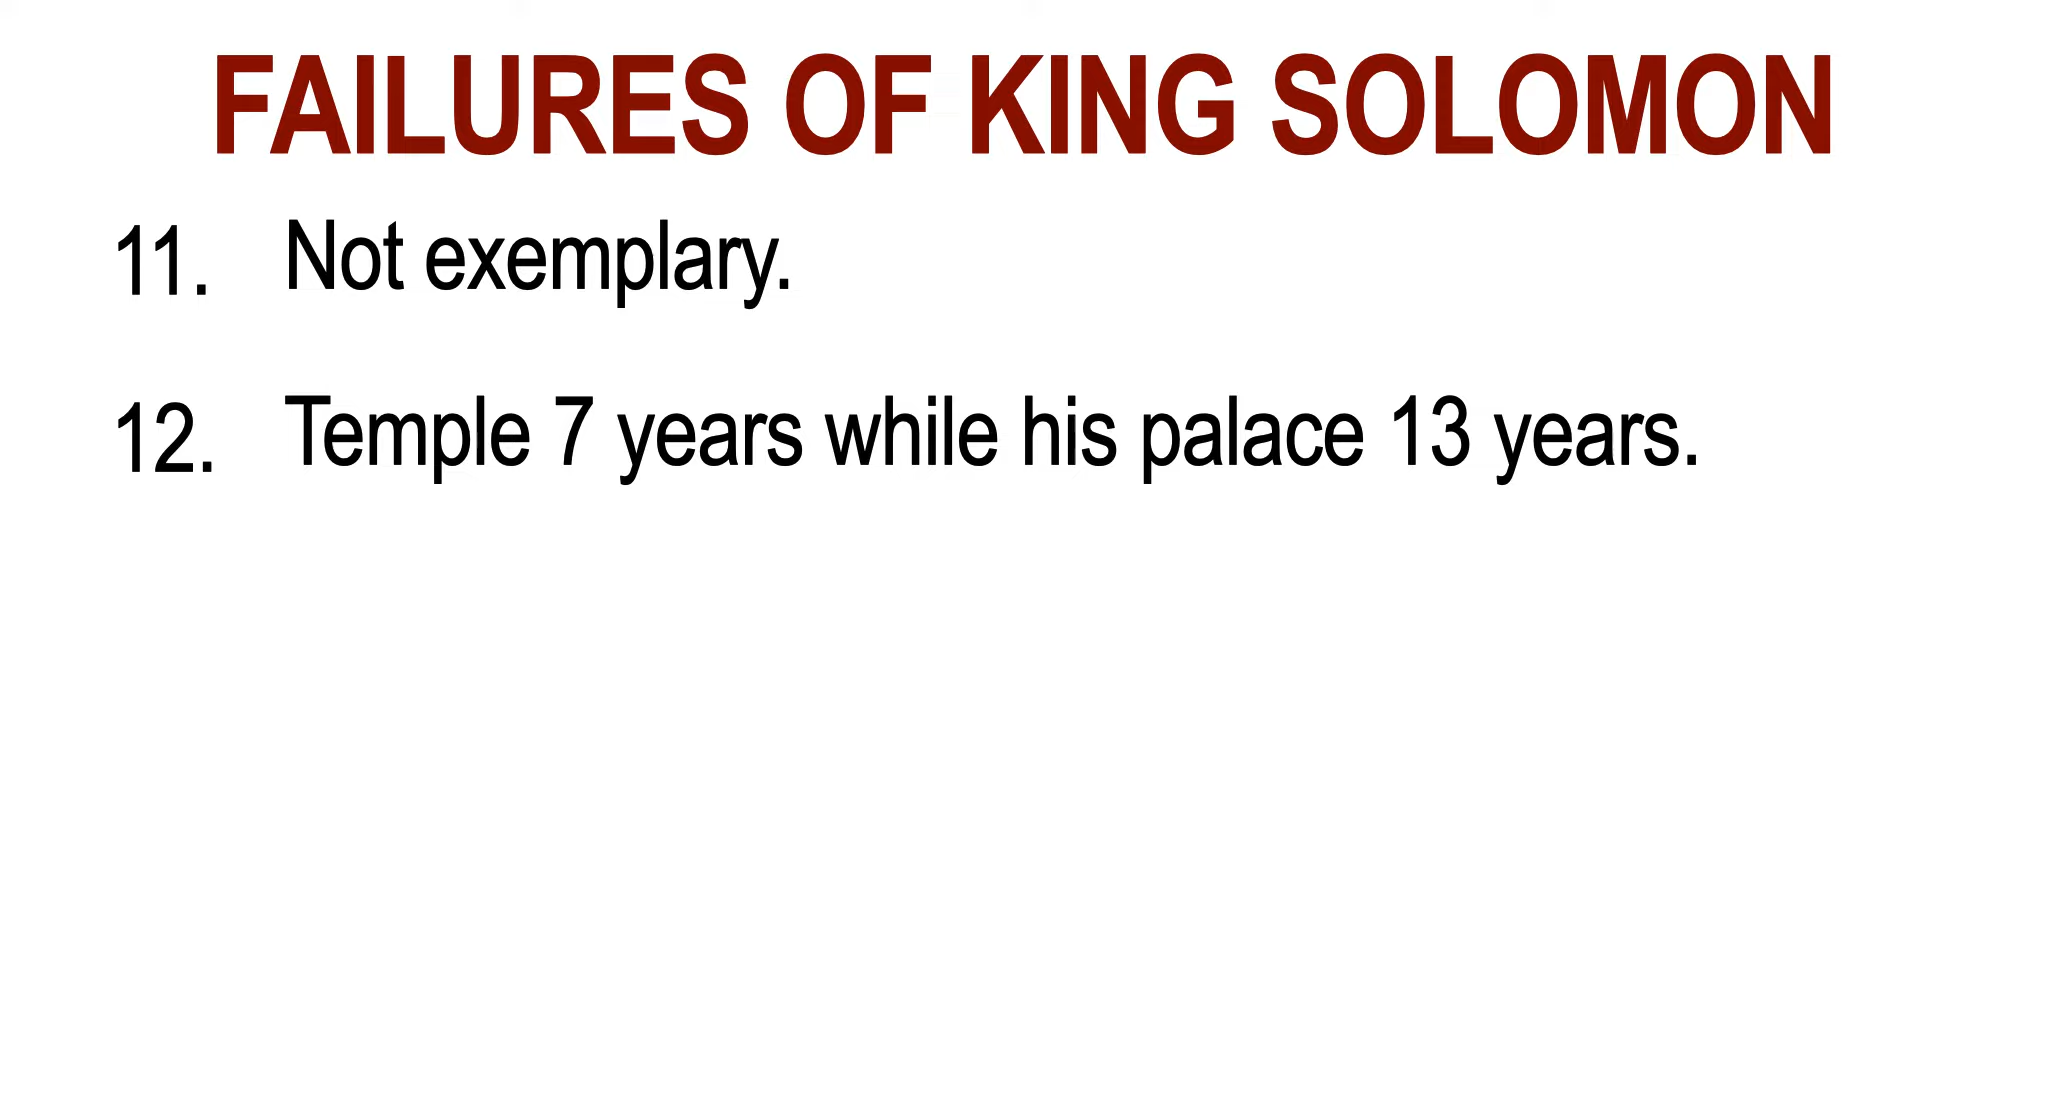 FAILURES OF KING SOLOMON
11. Not exemplary.
12. Temple 7 years while his palace 13 years.